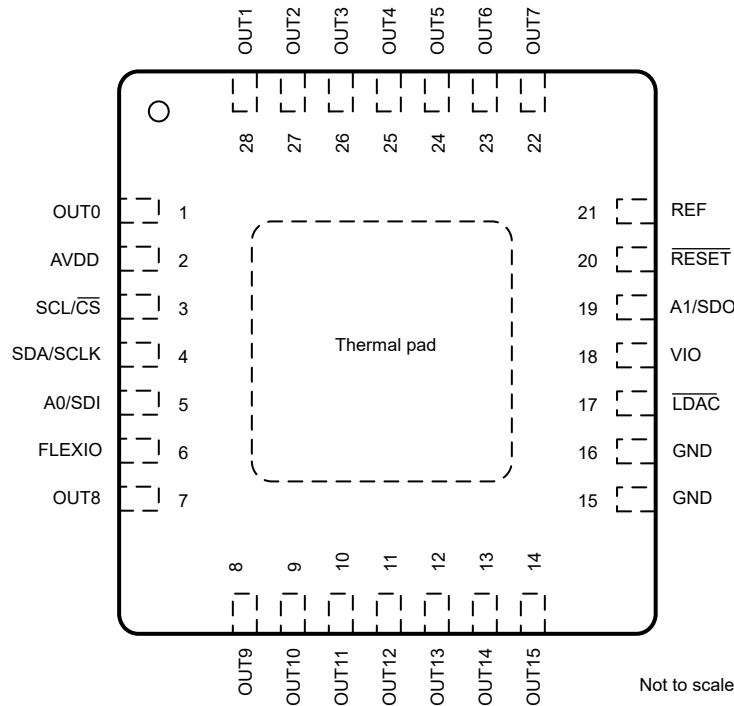 OUT1 OUT2 OUT3 OUT4 OUT5 OUT6 OUT7
28 27 26 25 24 23 22
OUT0 1 21 REF
AVDD 2 20 R̅E̅S̅E̅T̅
SCL/C̅S̅ 3 19 A1/SDO
SDA/SCLK 4 Thermal pad 18 VIO
A0/SDI 5 17 L̅D̅A̅C̅
FLEXIO 6 16 GND
OUT8 7 15 GND
8 9 10 11 12 13 14
OUT9 OUT10 OUT11 OUT12 OUT13 OUT14 OUT15
Not to scale